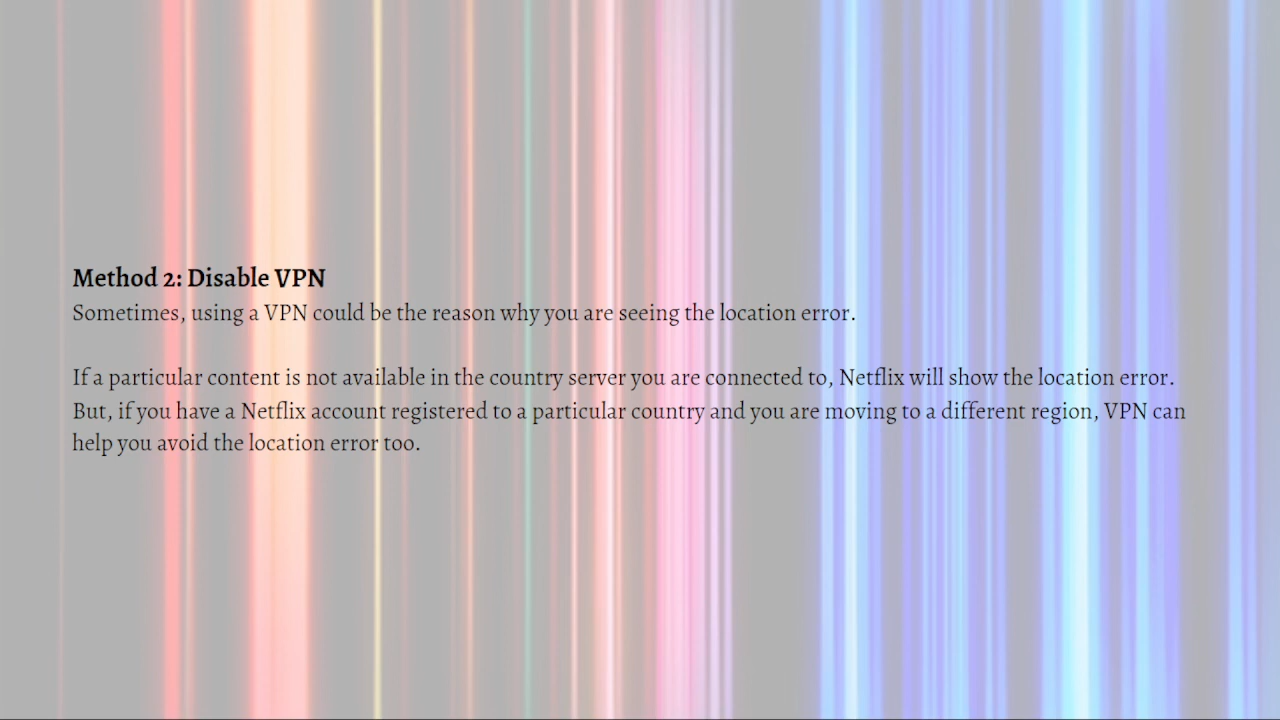 Method 2: Disable VPN
Sometimes, using a VPN could be the reason why you are seeing the location error.
If a particular content is not available in the country server you are connected to, Netflix will show the location error.
But, if you have a Netflix account registered to a particular country and you are moving to a different region, VPN can
help you avoid the location error too.